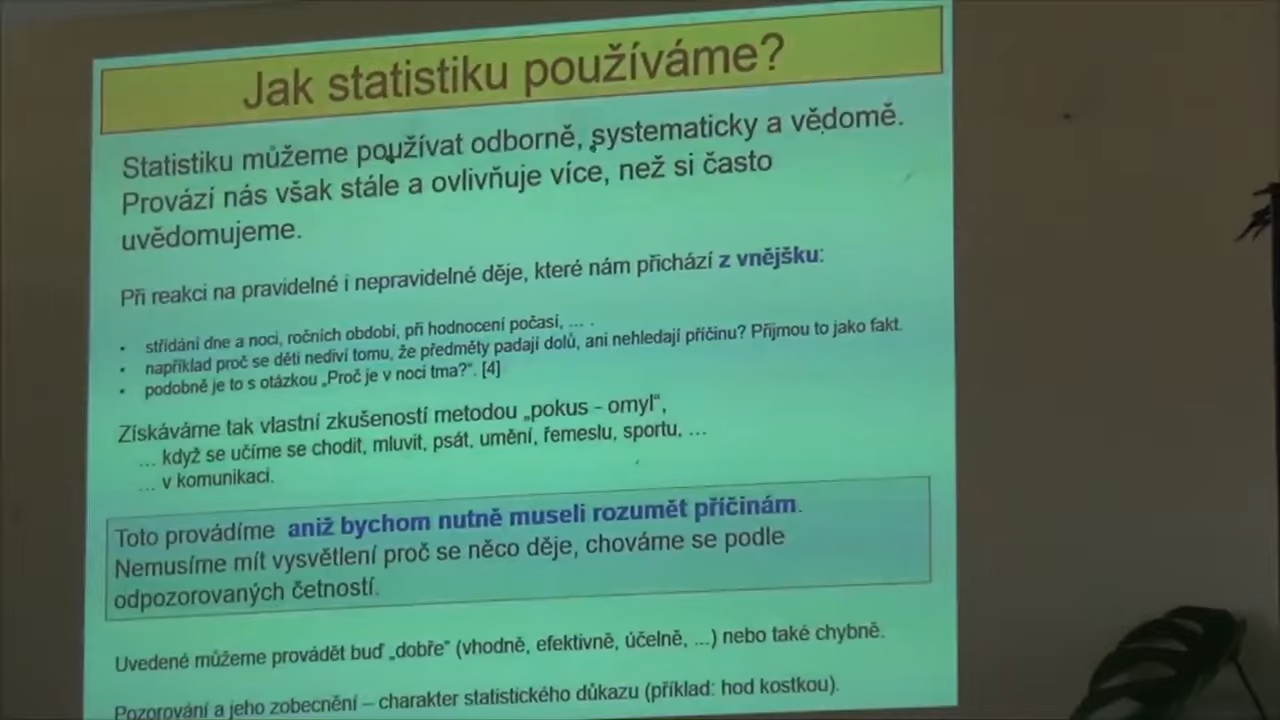 Jak statistiku používáme?
Statistiku můžeme používat odborně, systematicky a vědomě.
Provází nás však stále a ovlivňuje více, než si často
uvědomujeme.
Při reakci na pravidelné i nepravidelné děje, které nám přichází z vnějšku:
• střídání dne a noci, ročních období, při hodnocení počasí, ... .
• například proč se děti nediví tomu, že předměty padají dolů, ani nehledají příčinu? Přijmou to jako fakt.
• podobně je to s otázkou „Proč je v noci tma?“. [4]
Získáváme tak vlastní zkušeností metodou „pokus - omyl“,
... když se učíme se chodit, mluvit, psát, umění, řemeslu, sportu, ...
... v komunikaci.
Toto provádíme aniž bychom nutně museli rozumět příčinám.
Nemusíme mít vysvětlení proč se něco děje, chováme se podle
odpozorovaných četností.
Uvedené můžeme provádět buď „dobře“ (vhodně, efektivně, účelně, ...) nebo také chybně.
Pozorování a jeho zobecnění – charakter statistického důkazu (příklad: hod kostkou).